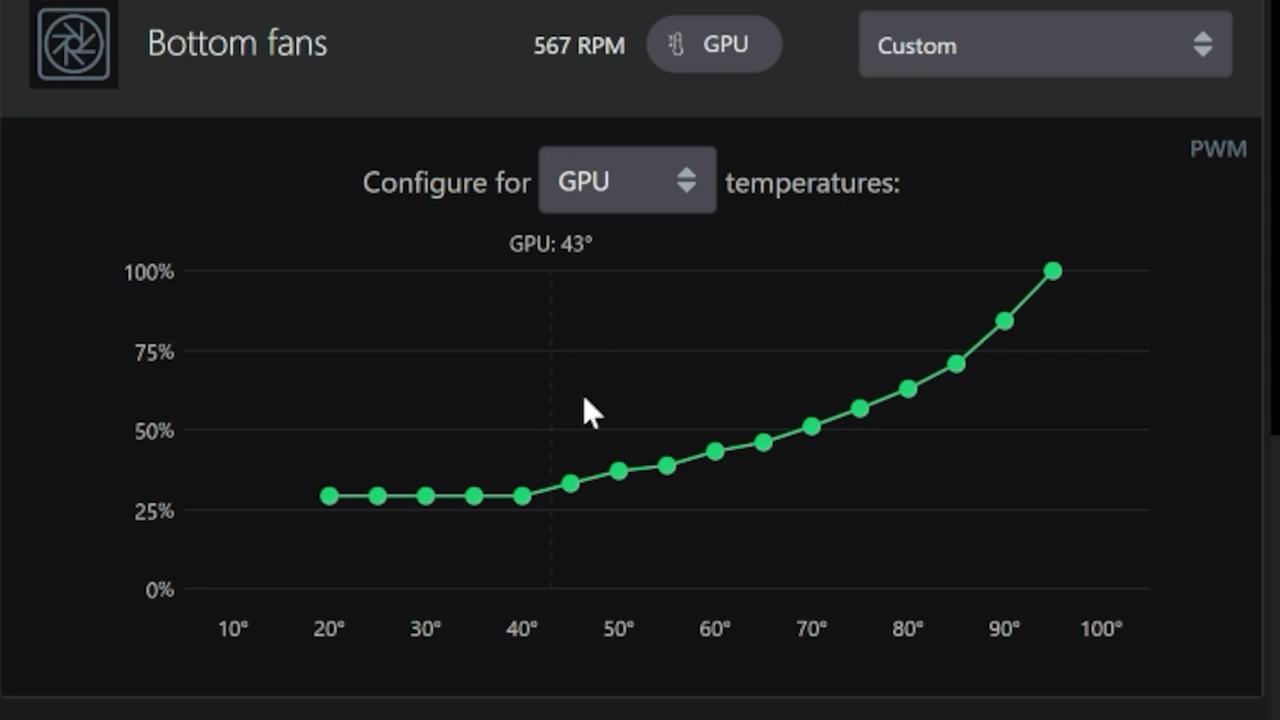 Bottom fans 567 RPM GPU Custom
PWM
Configure for GPU temperatures:
GPU: 43°
100%
75%
50%
25%
0%
10° 20° 30° 40° 50° 60° 70° 80° 90° 100°